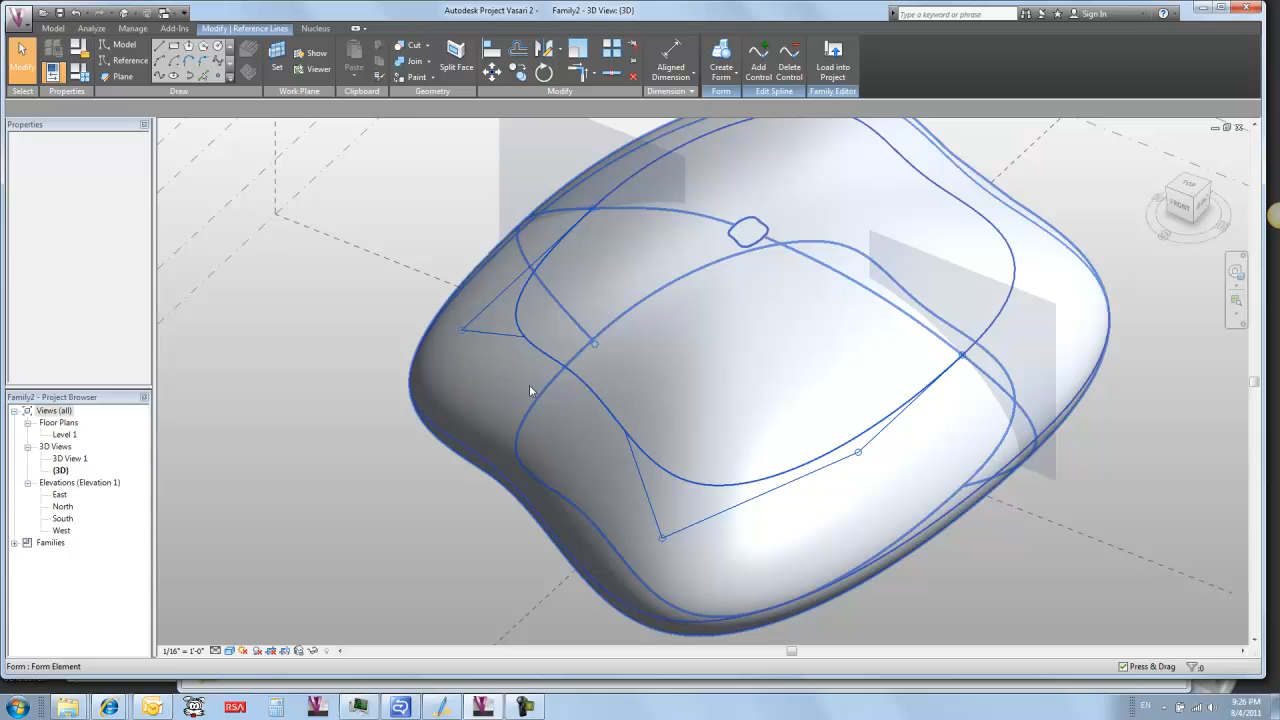 Autodesk Project Vasari 2 - Family2 - 3D View: {3D}
Type a keyword or phrase
Sign In
Model Analyze Manage Add-Ins Modify | Reference Lines Nucleus
Modify
Model
Reference
Plane
Set
Show
Viewer
Paste
Cut
Join
Paint
Split Face
Aligned
Dimension
Create
Form
Add
Control
Delete
Control
Load into
Project
Select Properties Draw Work Plane Clipboard Geometry Modify Dimension Form Edit Spline Family Editor
Properties
TOP
FRONT
Family2 - Project Browser
Views (all)
Floor Plans
Level 1
3D Views
3D View 1
{3D}
Elevations (Elevation 1)
East
North
South
West
Families
1/16" = 1'-0"
Form : Form Element
Press & Drag
:0
RSA
EN
9:26 PM
8/4/2011